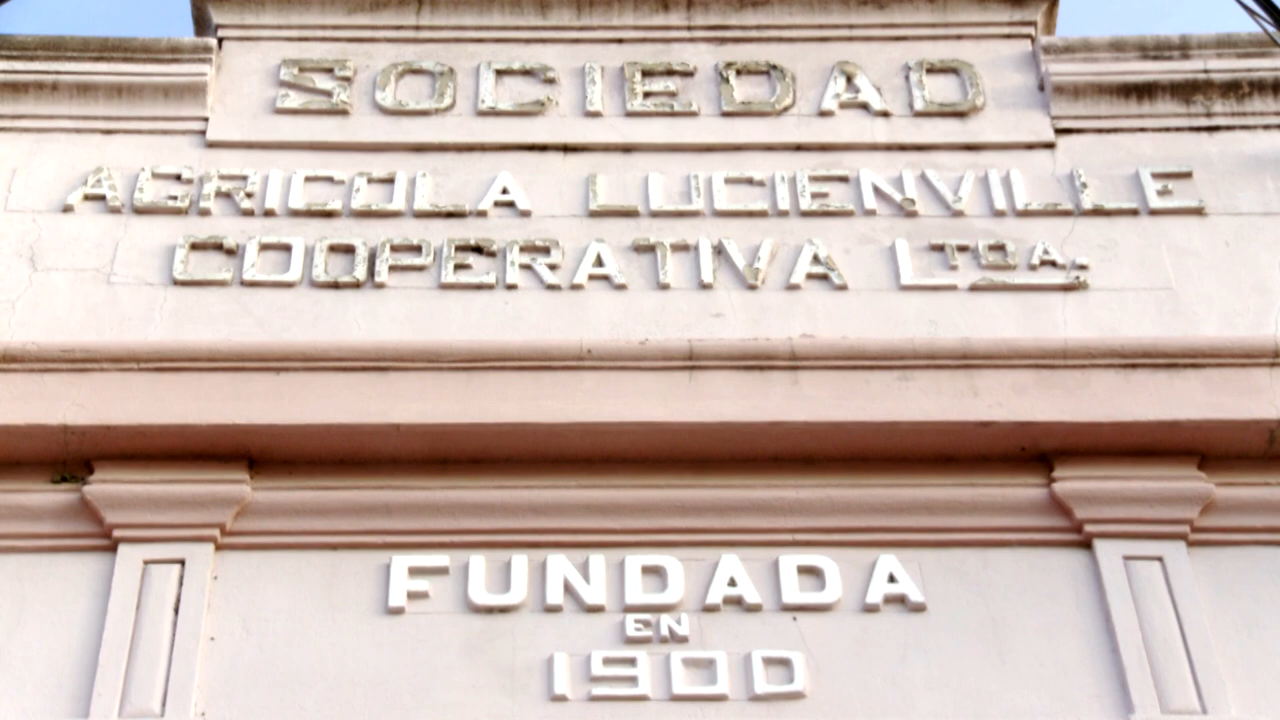 SOCIEDAD
AGRICOLA LUCIENVILLE
COOPERATIVA LTDA.
FUNDADA
EN
1900